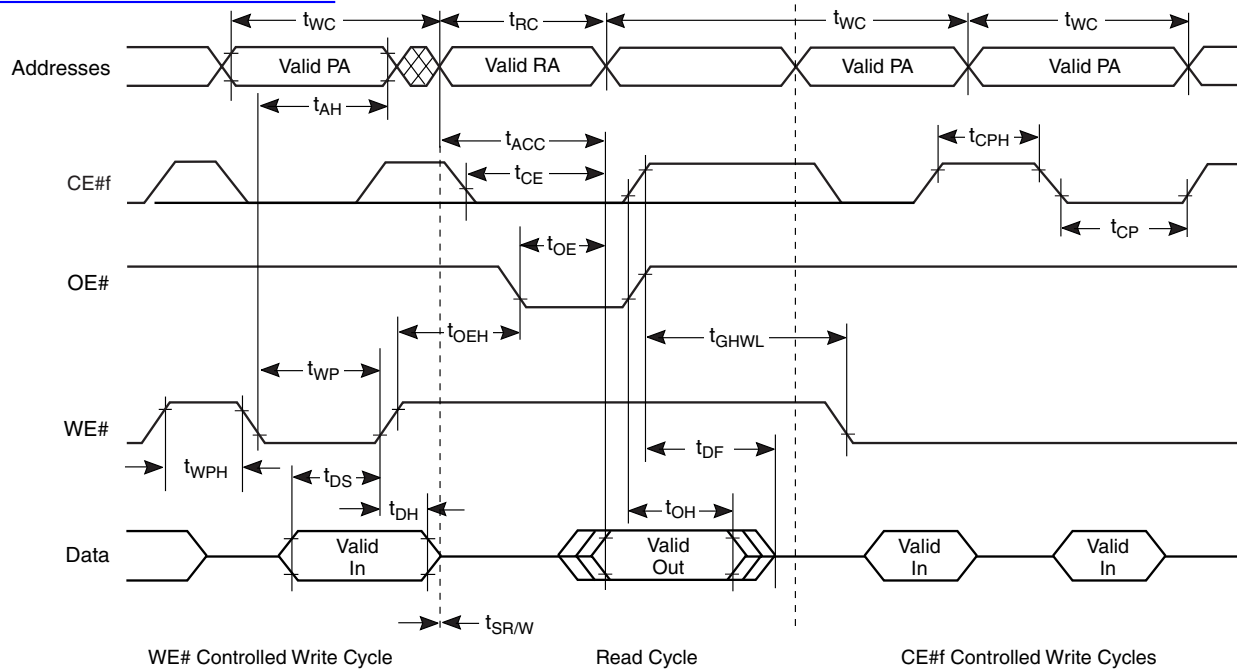 tWC tRC tWC tWC
Addresses Valid PA Valid RA Valid PA Valid PA
tAH
tACC tCPH
CE#f tCE
tCP
tOE
OE#
tOEH tGHWL
tWP
WE#
tWPH tDS tDF
tDH tOH
Data Valid In Valid Out Valid In Valid In
tSR/W
WE# Controlled Write Cycle Read Cycle CE#f Controlled Write Cycles